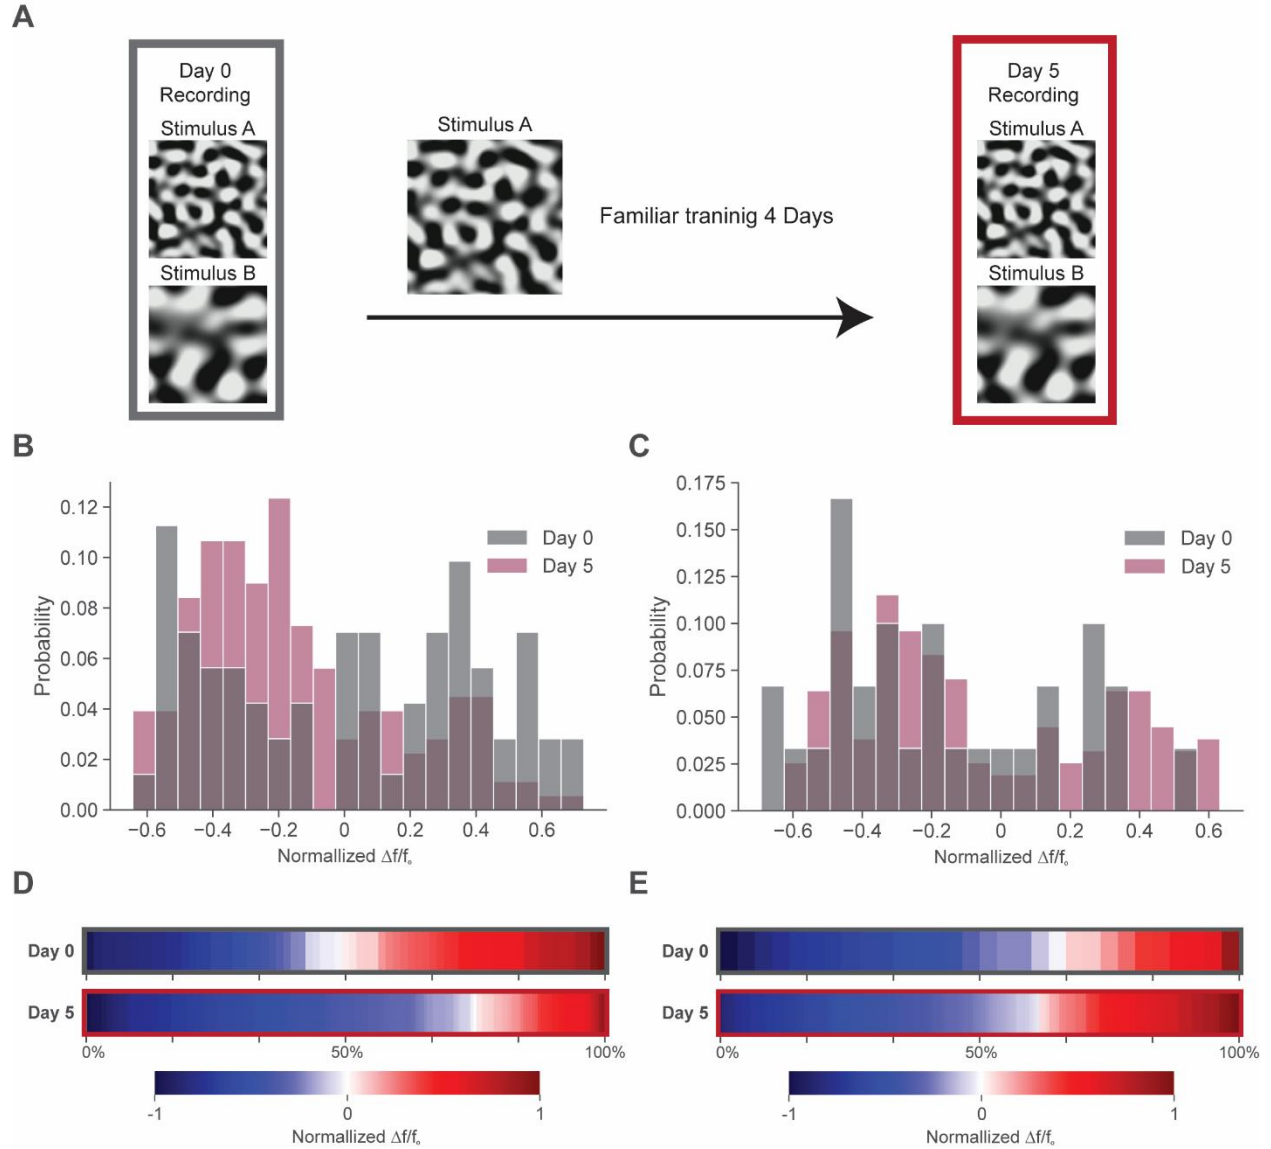 A
Day 0
Recording
Stimulus A
Stimulus B
Stimulus A
Familiar traninig 4 Days
Day 5
Recording
Stimulus A
Stimulus B
B
0.12
0.10
0.08
0.06
0.04
0.02
0.00
Probability
Day 0
Day 5
−0.6 −0.4 −0.2 0 0.2 0.4 0.6
Normallized Δf/f₀
C
0.175
0.150
0.125
0.100
0.075
0.050
0.025
0.000
Probability
Day 0
Day 5
−0.6 −0.4 −0.2 0 0.2 0.4 0.6
Normallized Δf/f₀
D
Day 0
Day 5
0% 50% 100%
-1 0 1
Normallized Δf/f₀
E
Day 0
Day 5
0% 50% 100%
-1 0 1
Normallized Δf/f₀